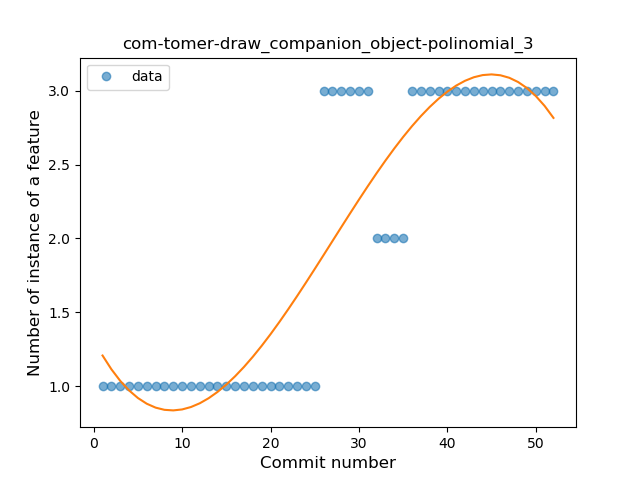 com-tomer-draw_companion_object-polinomial_3
data
Number of instance of a feature
3.0
2.5
2.0
1.5
1.0
0 10 20 30 40 50
Commit number